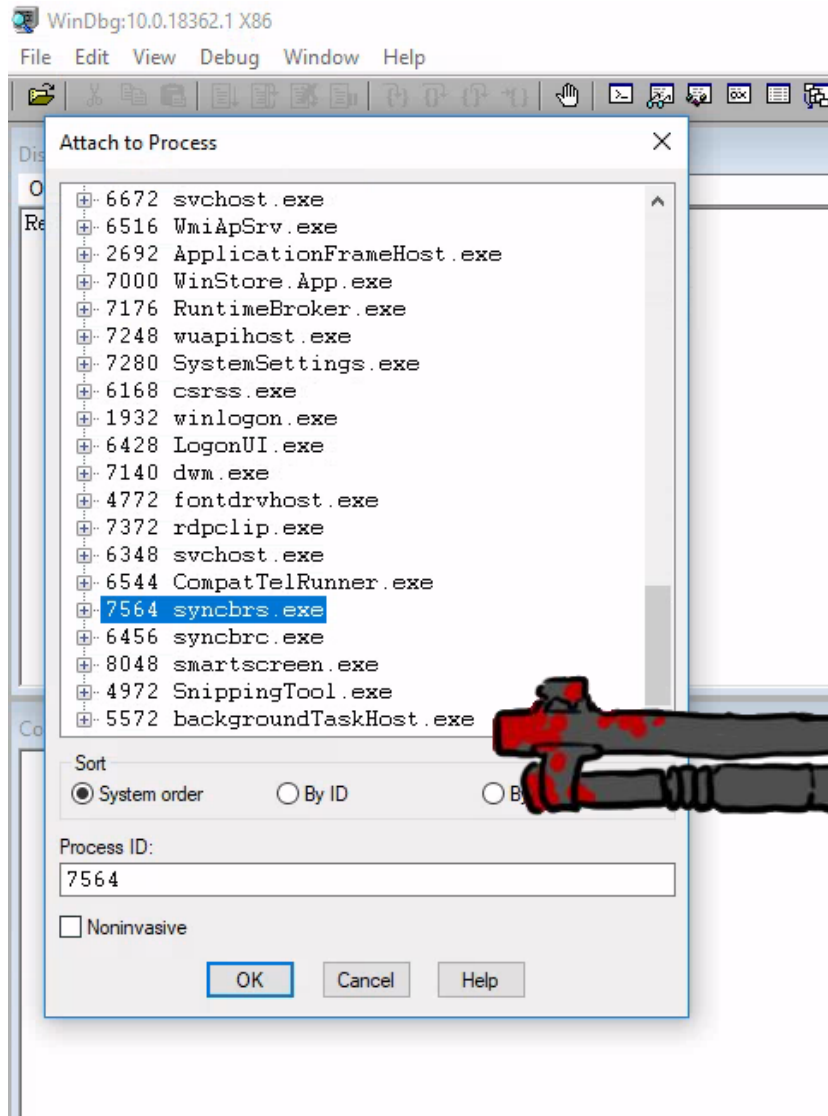 WinDbg:10.0.18362.1 X86
File Edit View Debug Window Help
Attach to Process
6672 svchost.exe
6516 WmiApSrv.exe
2692 ApplicationFrameHost.exe
7000 WinStore.App.exe
7176 RuntimeBroker.exe
7248 wuapihost.exe
7280 SystemSettings.exe
6168 csrss.exe
1932 winlogon.exe
6428 LogonUI.exe
7140 dwm.exe
4772 fontdrvhost.exe
7372 rdpclip.exe
6348 svchost.exe
6544 CompatTelRunner.exe
7564 syncbrs.exe
6456 syncbrc.exe
8048 smartscreen.exe
4972 SnippingTool.exe
5572 backgroundTaskHost.exe
Sort
System order By ID
Process ID:
7564
Noninvasive
OK Cancel Help